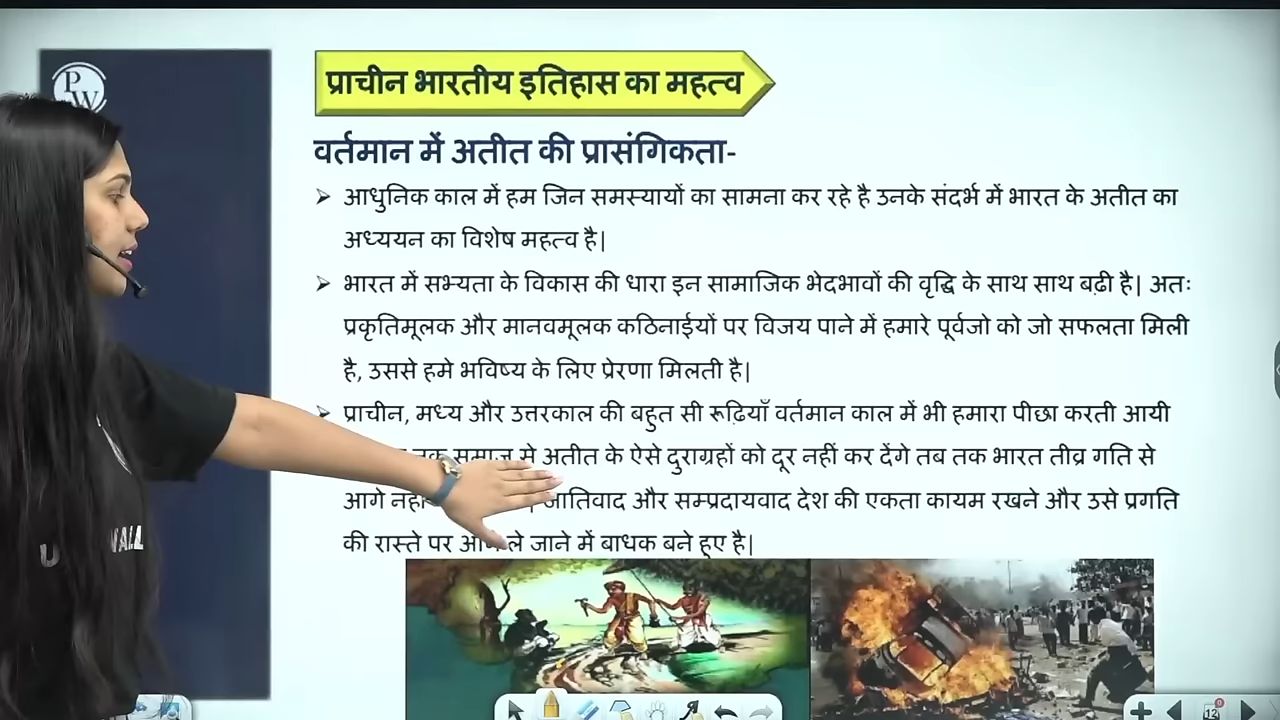 PW
प्राचीन भारतीय इतिहास का महत्व
वर्तमान में अतीत की प्रासंगिकता-
➢ आधुनिक काल में हम जिन समस्यायों का सामना कर रहे है उनके संदर्भ में भारत के अतीत का
अध्ययन का विशेष महत्व है|
➢ भारत में सभ्यता के विकास की धारा इन सामाजिक भेदभावों की वृद्धि के साथ साथ बढ़ी है| अतः
प्रकृतिमूलक और मानवमूलक कठिनाईयों पर विजय पाने में हमारे पूर्वजो को जो सफलता मिली
है, उससे हमे भविष्य के लिए प्रेरणा मिलती है|
➢ प्राचीन, मध्य और उत्तरकाल की बहुत सी रूढ़ियाँ वर्तमान काल में भी हमारा पीछा करती आयी
तक समाज से अतीत के ऐसे दुराग्रहों को दूर नहीं कर देंगे तब तक भारत तीव्र गति से
आगे जातिवाद और सम्प्रदायवाद देश की एकता कायम रखने और उसे प्रगति
की रास्ते पर ले जाने में बाधक बने हुए है|
12